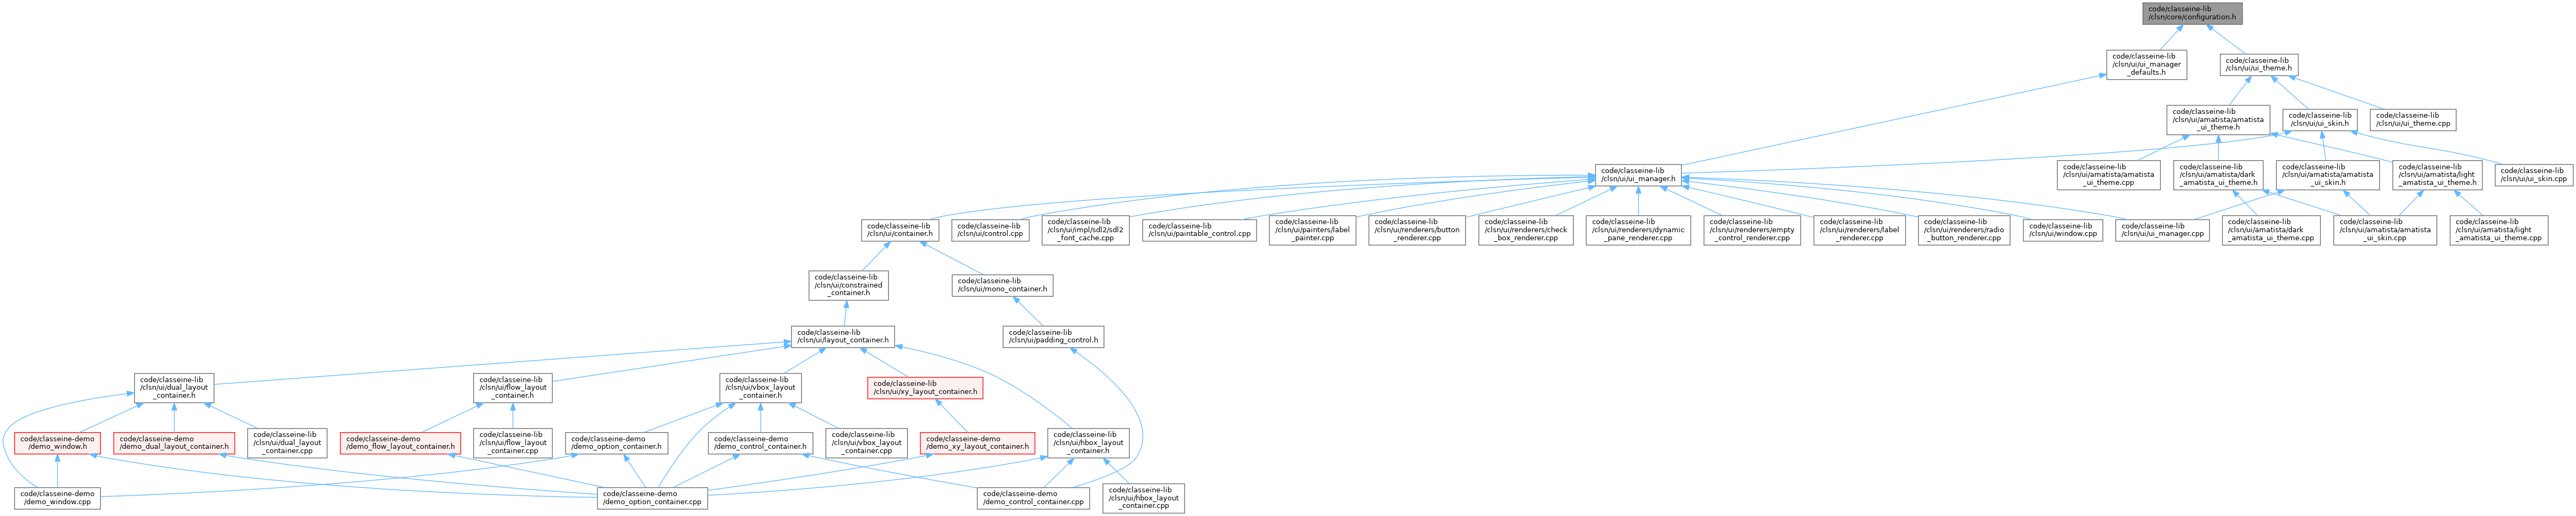 code/classeine-lib
/clsn/core/configuration.h
code/classeine-lib
/clsn/ui/ui_manager
_defaults.h
code/classeine-lib
/clsn/ui/ui_theme.h
code/classeine-lib
/clsn/ui/amatista/amatista
_ui_theme.h
code/classeine-lib
/clsn/ui/ui_skin.h
code/classeine-lib
/clsn/ui/ui_theme.cpp
code/classeine-lib
/clsn/ui/ui_manager.h
code/classeine-lib
/clsn/ui/amatista/amatista
_ui_theme.cpp
code/classeine-lib
/clsn/ui/amatista/dark
_amatista_ui_theme.h
code/classeine-lib
/clsn/ui/amatista/amatista
_ui_skin.h
code/classeine-lib
/clsn/ui/amatista/light
_amatista_ui_theme.h
code/classeine-lib
/clsn/ui/ui_skin.cpp
code/classeine-lib
/clsn/ui/container.h
code/classeine-lib
/clsn/ui/control.cpp
code/classeine-lib
/clsn/ui/impl/sdl2/sdl2
_font_cache.cpp
code/classeine-lib
/clsn/ui/paintable_control.cpp
code/classeine-lib
/clsn/ui/painters/label
_painter.cpp
code/classeine-lib
/clsn/ui/renderers/button
_renderer.cpp
code/classeine-lib
/clsn/ui/renderers/check
_box_renderer.cpp
code/classeine-lib
/clsn/ui/renderers/dynamic
_pane_renderer.cpp
code/classeine-lib
/clsn/ui/renderers/empty
_control_renderer.cpp
code/classeine-lib
/clsn/ui/renderers/label
_renderer.cpp
code/classeine-lib
/clsn/ui/renderers/radio
_button_renderer.cpp
code/classeine-lib
/clsn/ui/window.cpp
code/classeine-lib
/clsn/ui/ui_manager.cpp
code/classeine-lib
/clsn/ui/amatista/dark
_amatista_ui_theme.cpp
code/classeine-lib
/clsn/ui/amatista/amatista
_ui_skin.cpp
code/classeine-lib
/clsn/ui/amatista/light
_amatista_ui_theme.cpp
code/classeine-lib
/clsn/ui/constrained
_container.h
code/classeine-lib
/clsn/ui/mono_container.h
code/classeine-lib
/clsn/ui/layout_container.h
code/classeine-lib
/clsn/ui/padding_control.h
code/classeine-lib
/clsn/ui/dual_layout
_container.h
code/classeine-lib
/clsn/ui/flow_layout
_container.h
code/classeine-lib
/clsn/ui/vbox_layout
_container.h
code/classeine-lib
/clsn/ui/xy_layout_container.h
code/classeine-demo
/demo_window.h
code/classeine-demo
/demo_dual_layout_container.h
code/classeine-lib
/clsn/ui/dual_layout
_container.cpp
code/classeine-demo
/demo_flow_layout_container.h
code/classeine-lib
/clsn/ui/flow_layout
_container.cpp
code/classeine-demo
/demo_option_container.h
code/classeine-demo
/demo_control_container.h
code/classeine-lib
/clsn/ui/vbox_layout
_container.cpp
code/classeine-demo
/demo_xy_layout_container.h
code/classeine-lib
/clsn/ui/hbox_layout
_container.h
code/classeine-demo
/demo_window.cpp
code/classeine-demo
/demo_option_container.cpp
code/classeine-demo
/demo_control_container.cpp
code/classeine-lib
/clsn/ui/hbox_layout
_container.cpp